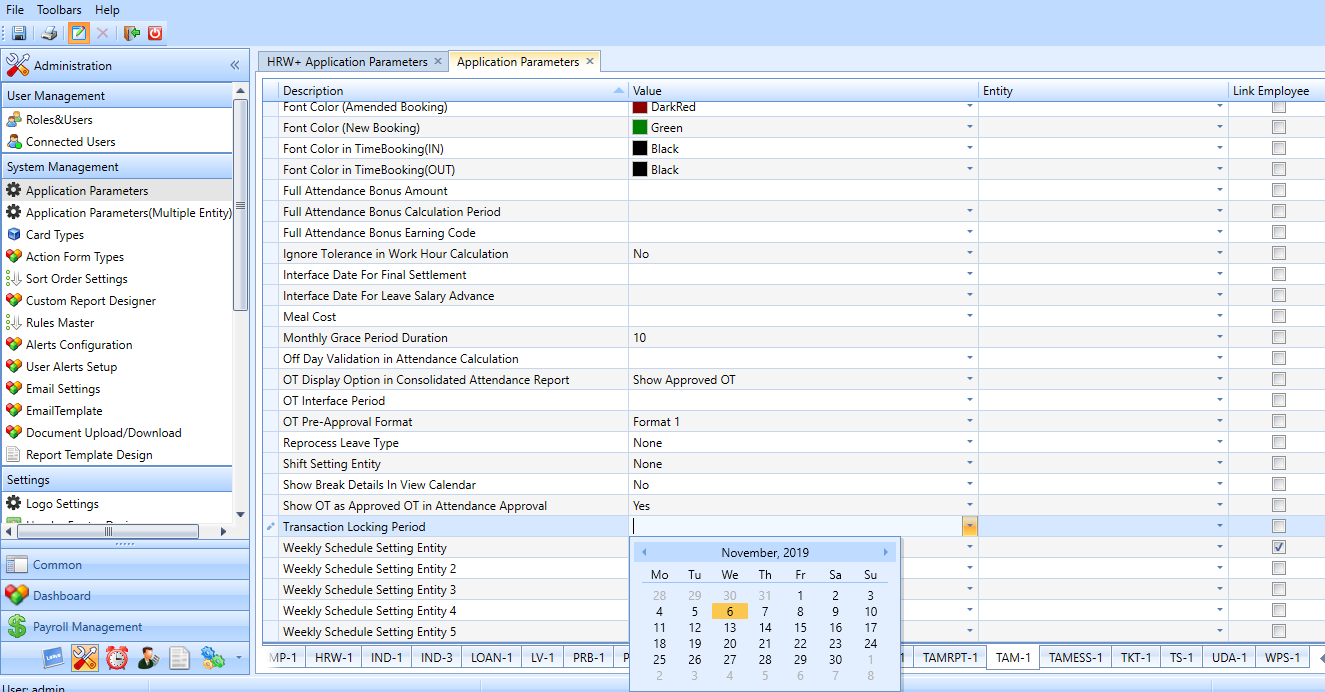 File Toolbars Help
Administration
User Management
Roles&Users
Connected Users
System Management
Application Parameters
Application Parameters(Multiple Entity)
Card Types
Action Form Types
Sort Order Settings
Custom Report Designer
Rules Master
Alerts Configuration
User Alerts Setup
Email Settings
EmailTemplate
Document Upload/Download
Report Template Design
Settings
Logo Settings
Common
Dashboard
Payroll Management
User: admin
HRW+ Application Parameters Application Parameters
Description Value Entity Link Employee
Font Color (Amended Booking) DarkRed
Font Color (New Booking) Green
Font Color in TimeBooking(IN) Black
Font Color in TimeBooking(OUT) Black
Full Attendance Bonus Amount
Full Attendance Bonus Calculation Period
Full Attendance Bonus Earning Code
Ignore Tolerance in Work Hour Calculation No
Interface Date For Final Settlement
Interface Date For Leave Salary Advance
Meal Cost
Monthly Grace Period Duration 10
Off Day Validation in Attendance Calculation
OT Display Option in Consolidated Attendance Report Show Approved OT
OT Interface Period
OT Pre-Approval Format Format 1
Reprocess Leave Type None
Shift Setting Entity None
Show Break Details In View Calendar No
Show OT as Approved OT in Attendance Approval Yes
Transaction Locking Period
Weekly Schedule Setting Entity
Weekly Schedule Setting Entity 2
Weekly Schedule Setting Entity 3
Weekly Schedule Setting Entity 4
Weekly Schedule Setting Entity 5
November, 2019
Mo Tu We Th Fr Sa Su
28 29 30 31 1 2 3
4 5 6 7 8 9 10
11 12 13 14 15 16 17
18 19 20 21 22 23 24
25 26 27 28 29 30 1
2 3 4 5 6 7 8
MP-1 HRW-1 IND-1 IND-3 LOAN-1 LV-1 PRB-1 P 1 TAMRPT-1 TAM-1 TAMESS-1 TKT-1 TS-1 UDA-1 WPS-1